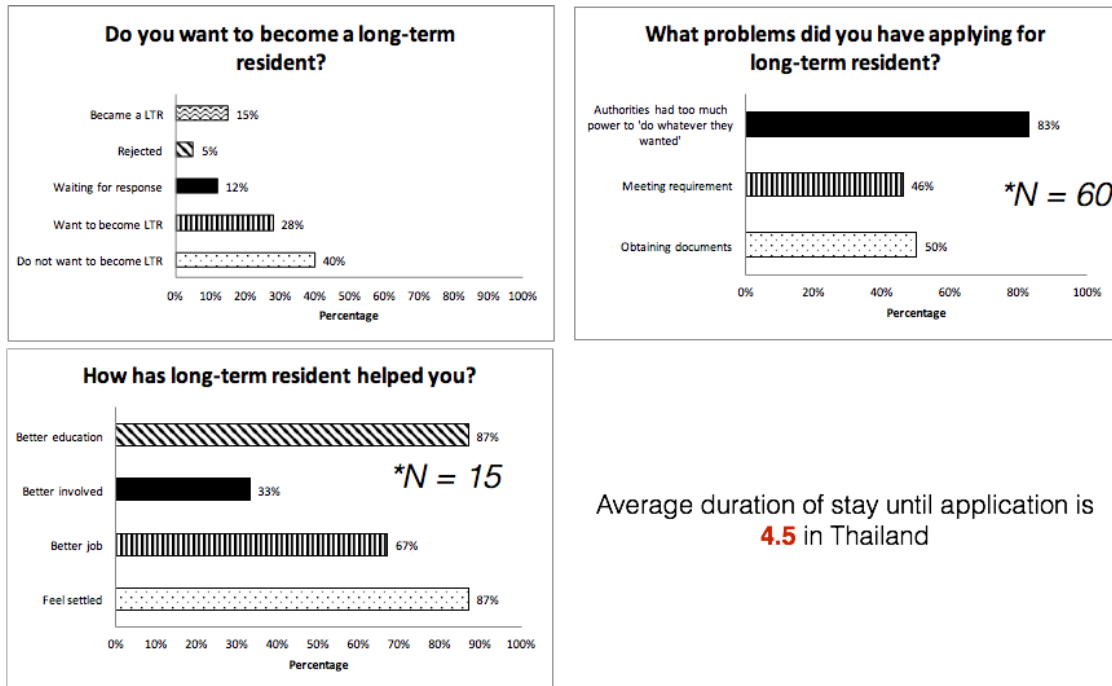 Do you want to become a long-term
resident?
Became a LTR
15%
Rejected
5%
Waiting for response
12%
Want to become LTR
28%
Do not want to become LTR
40%
0% 10% 20% 30% 40% 50% 60% 70% 80% 90% 100%
Percentage
What problems did you have applying for
long-term resident?
Authorities had too much
power to 'do whatever they
wanted'
83%
Meeting requirement
46%
*N = 60
Obtaining documents
50%
0% 20% 40% 60% 80% 100%
Percentage
How has long-term resident helped you?
Better education
87%
*N = 15
Better involved
33%
Better job
67%
Feel settled
87%
0% 10% 20% 30% 40% 50% 60% 70% 80% 90% 100%
Percentage
Average duration of stay until application is
4.5 in Thailand